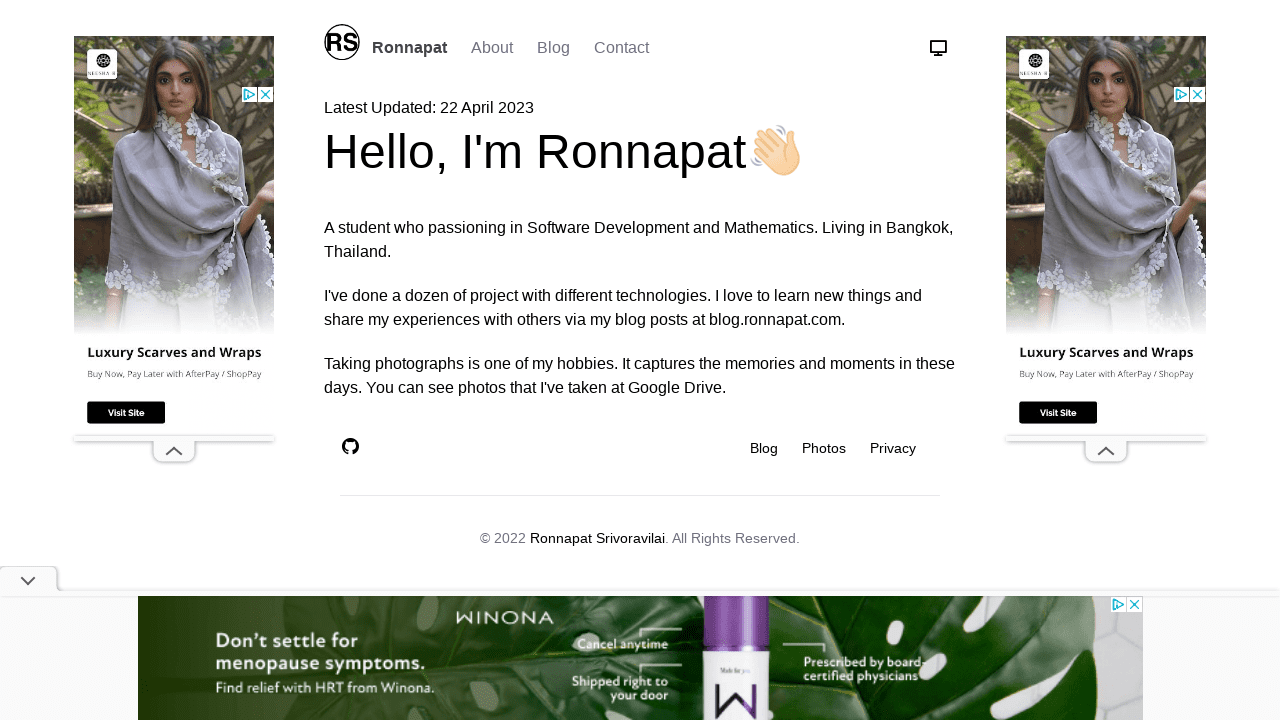 RS Ronnapat About Blog Contact
Latest Updated: 22 April 2023
Hello, I'm Ronnapat👋🏻
A student who passioning in Software Development and Mathematics. Living in Bangkok,
Thailand.
I've done a dozen of project with different technologies. I love to learn new things and
share my experiences with others via my blog posts at blog.ronnapat.com.
Taking photographs is one of my hobbies. It captures the memories and moments in these
days. You can see photos that I've taken at Google Drive.
Blog Photos Privacy
© 2022 Ronnapat Srivoravilai. All Rights Reserved.
Luxury Scarves and Wraps
Buy Now, Pay Later with AfterPay / ShopPay
Visit Site
Luxury Scarves and Wraps
Buy Now, Pay Later with AfterPay / ShopPay
Visit Site
WINONA
Don't settle for
menopause symptoms.
Find relief with HRT from Winona.
Cancel anytime
Shipped right to
your door
Made for you
W
Prescribed by board-
certified physicians